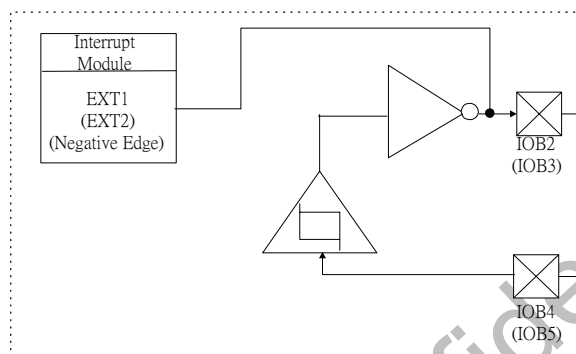 Interrupt
Module
EXT1
(EXT2)
(Negative Edge)
IOB2
(IOB3)
IOB4
(IOB5)